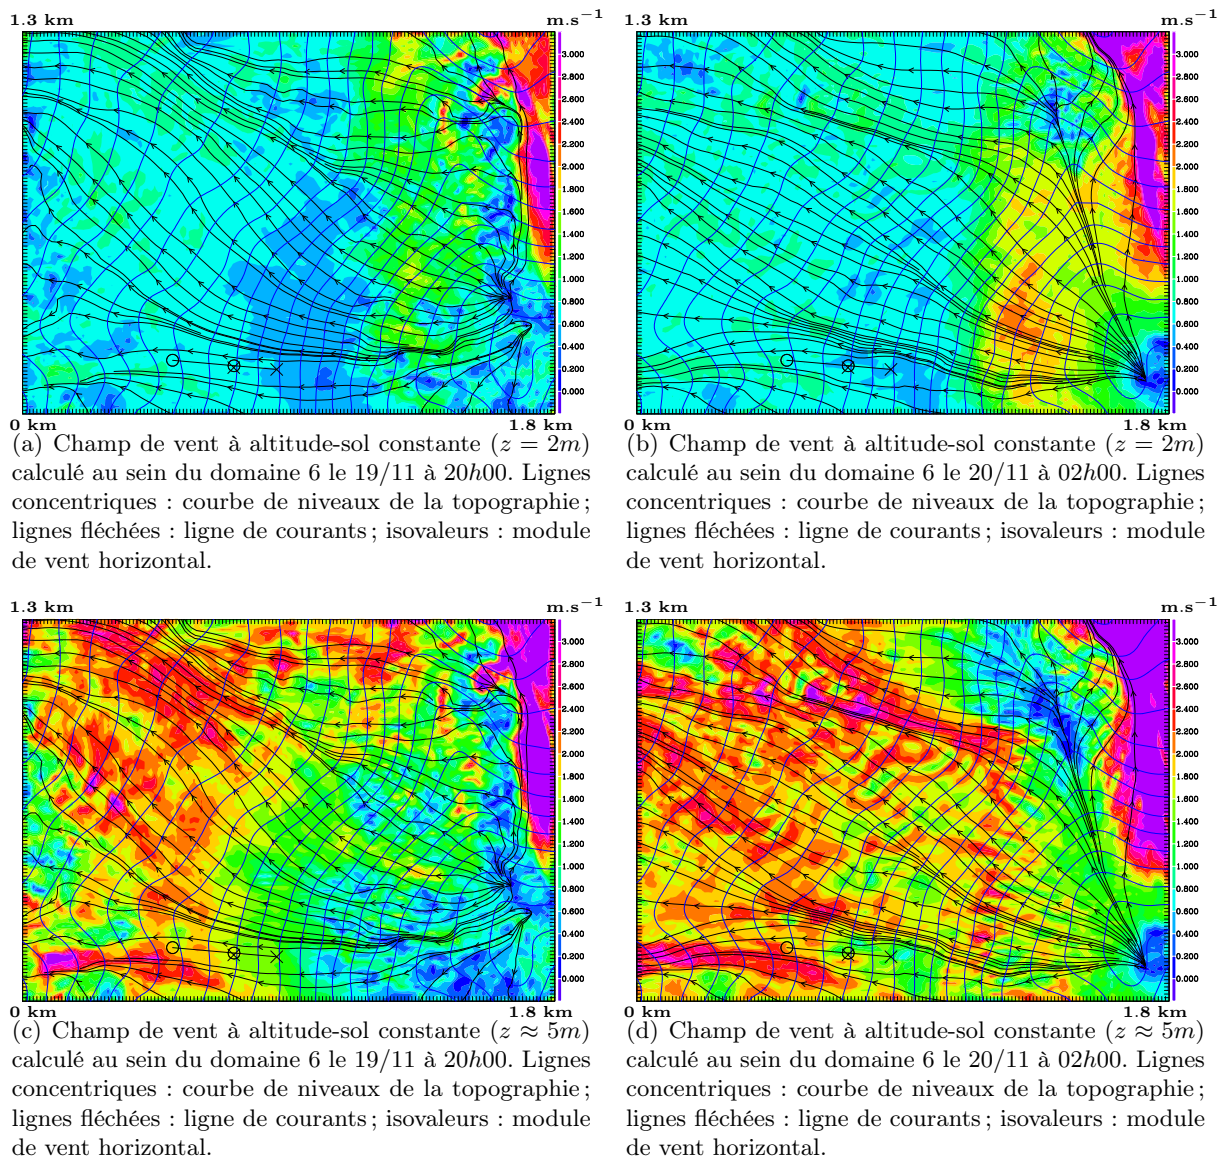 1.3 km
m.s−1
3.000
2.800
2.600
2.400
2.200
2.000
1.800
1.600
1.400
1.200
1.000
0.800
0.600
0.400
0.200
0.000
0 km
1.8 km
(a) Champ de vent à altitude-sol constante (z = 2m)
calculé au sein du domaine 6 le 19/11 à 20h00. Lignes
concentriques : courbe de niveaux de la topographie ;
lignes fléchées : ligne de courants ; isovaleurs : module
de vent horizontal.
1.3 km
m.s−1
3.000
2.800
2.600
2.400
2.200
2.000
1.800
1.600
1.400
1.200
1.000
0.800
0.600
0.400
0.200
0.000
0 km
1.8 km
(b) Champ de vent à altitude-sol constante (z = 2m)
calculé au sein du domaine 6 le 20/11 à 02h00. Lignes
concentriques : courbe de niveaux de la topographie ;
lignes fléchées : ligne de courants ; isovaleurs : module
de vent horizontal.
1.3 km
m.s−1
3.000
2.800
2.600
2.400
2.200
2.000
1.800
1.600
1.400
1.200
1.000
0.800
0.600
0.400
0.200
0.000
0 km
1.8 km
(c) Champ de vent à altitude-sol constante (z ≈ 5m)
calculé au sein du domaine 6 le 19/11 à 20h00. Lignes
concentriques : courbe de niveaux de la topographie ;
lignes fléchées : ligne de courants ; isovaleurs : module
de vent horizontal.
1.3 km
m.s−1
3.000
2.800
2.600
2.400
2.200
2.000
1.800
1.600
1.400
1.200
1.000
0.800
0.600
0.400
0.200
0.000
0 km
1.8 km
(d) Champ de vent à altitude-sol constante (z ≈ 5m)
calculé au sein du domaine 6 le 20/11 à 02h00. Lignes
concentriques : courbe de niveaux de la topographie ;
lignes fléchées : ligne de courants ; isovaleurs : module
de vent horizontal.